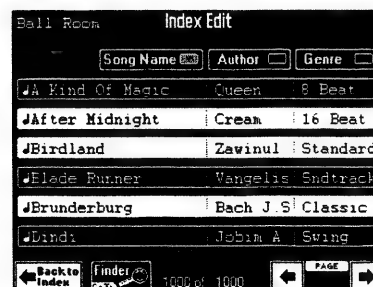 Ball Room Index Edit
Song Name Author Genre
A Kind Of Magic Queen 8 Beat
After Midnight Cream 16 Beat
Birdland Zawinul Standard
Blade Runner Vangelis Sndtrack
Brunderburg Bach J.S Classic
Dindi Jobim A Swing
Back to Index Finder 1000 of 1000 PAGE